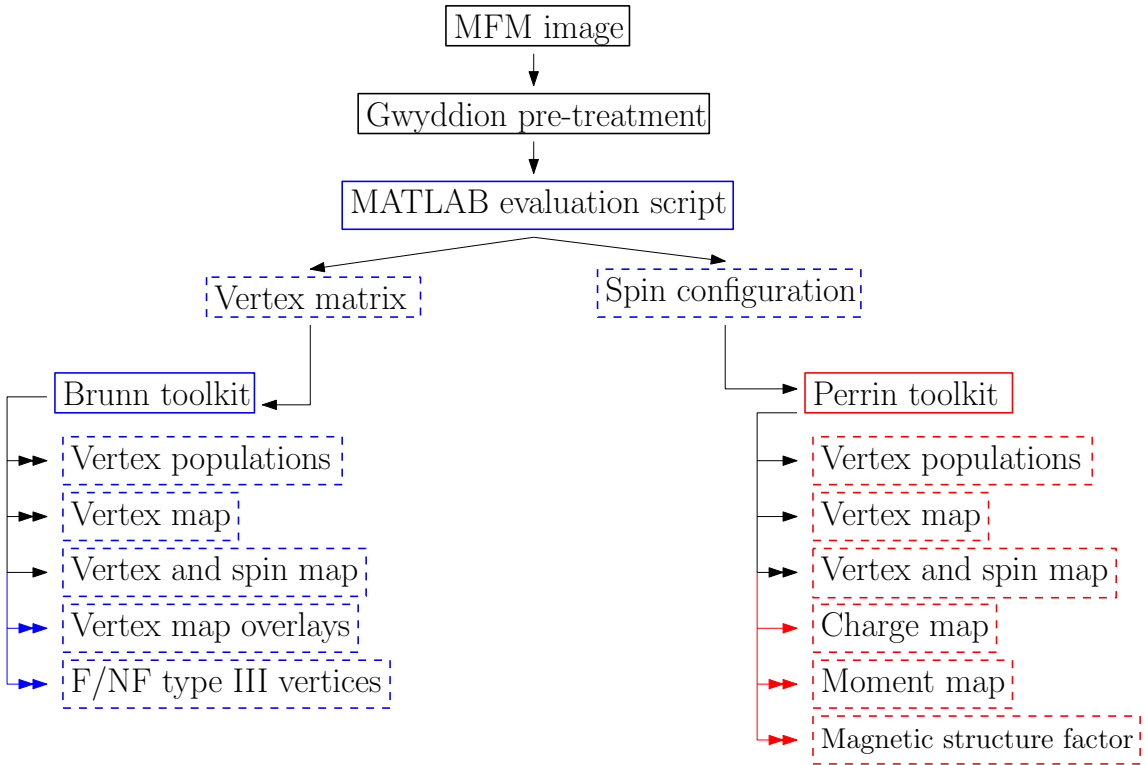 MFM image
Gwyddion pre-treatment
MATLAB evaluation script
Vertex matrix
Spin configuration
Brunn toolkit
Vertex populations
Vertex map
Vertex and spin map
Vertex map overlays
F/NF type III vertices
Perrin toolkit
Vertex populations
Vertex map
Vertex and spin map
Charge map
Moment map
Magnetic structure factor